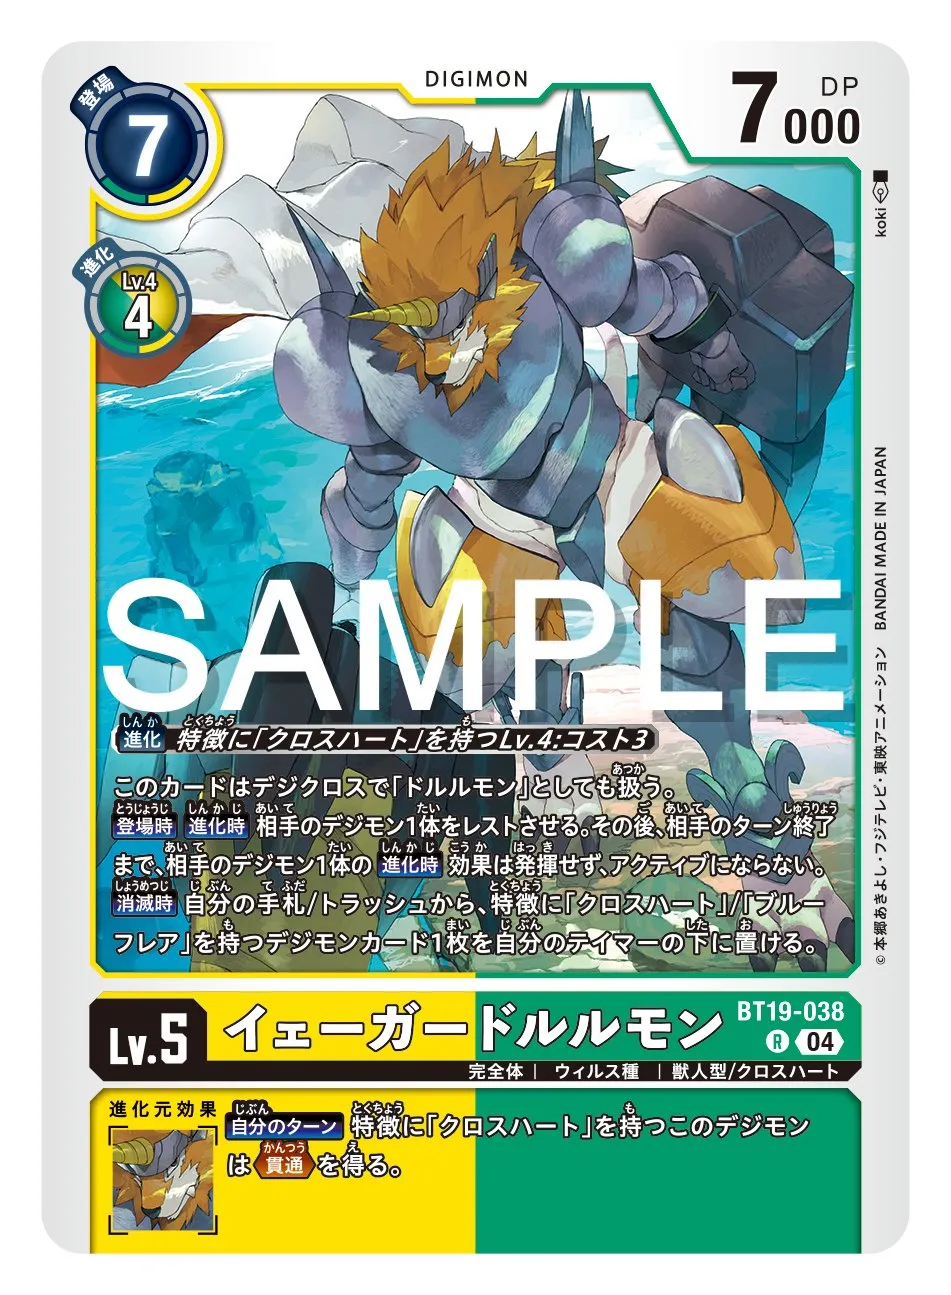 DIGIMON
登場
7
7000
DP
進化
Lv.4
4
koki
SAMPLE
進化 特徴に「クロスハート」を持つLv.4:コスト3
このカードはデジクロスで「ドルルモン」としても扱う。
登場時 進化時 相手のデジモン1体をレストさせる。その後、相手のターン終了
まで、相手のデジモン1体の 進化時 効果は発揮せず、アクティブにならない。
消滅時 自分の手札/トラッシュから、特徴に「クロスハート」/「ブルー
フレア」を持つデジモンカード1枚を自分のテイマーの下に置ける。
©本郷あきよし・フジテレビ・東映アニメーション BANDAI MADE IN JAPAN
Lv.5
イェーガードルルモン
BT19-038
R 04
完全体 | ウィルス種 | 獣人型/クロスハート
進化元効果
自分のターン 特徴に「クロスハート」を持つこのデジモン
は 貫通 を得る。